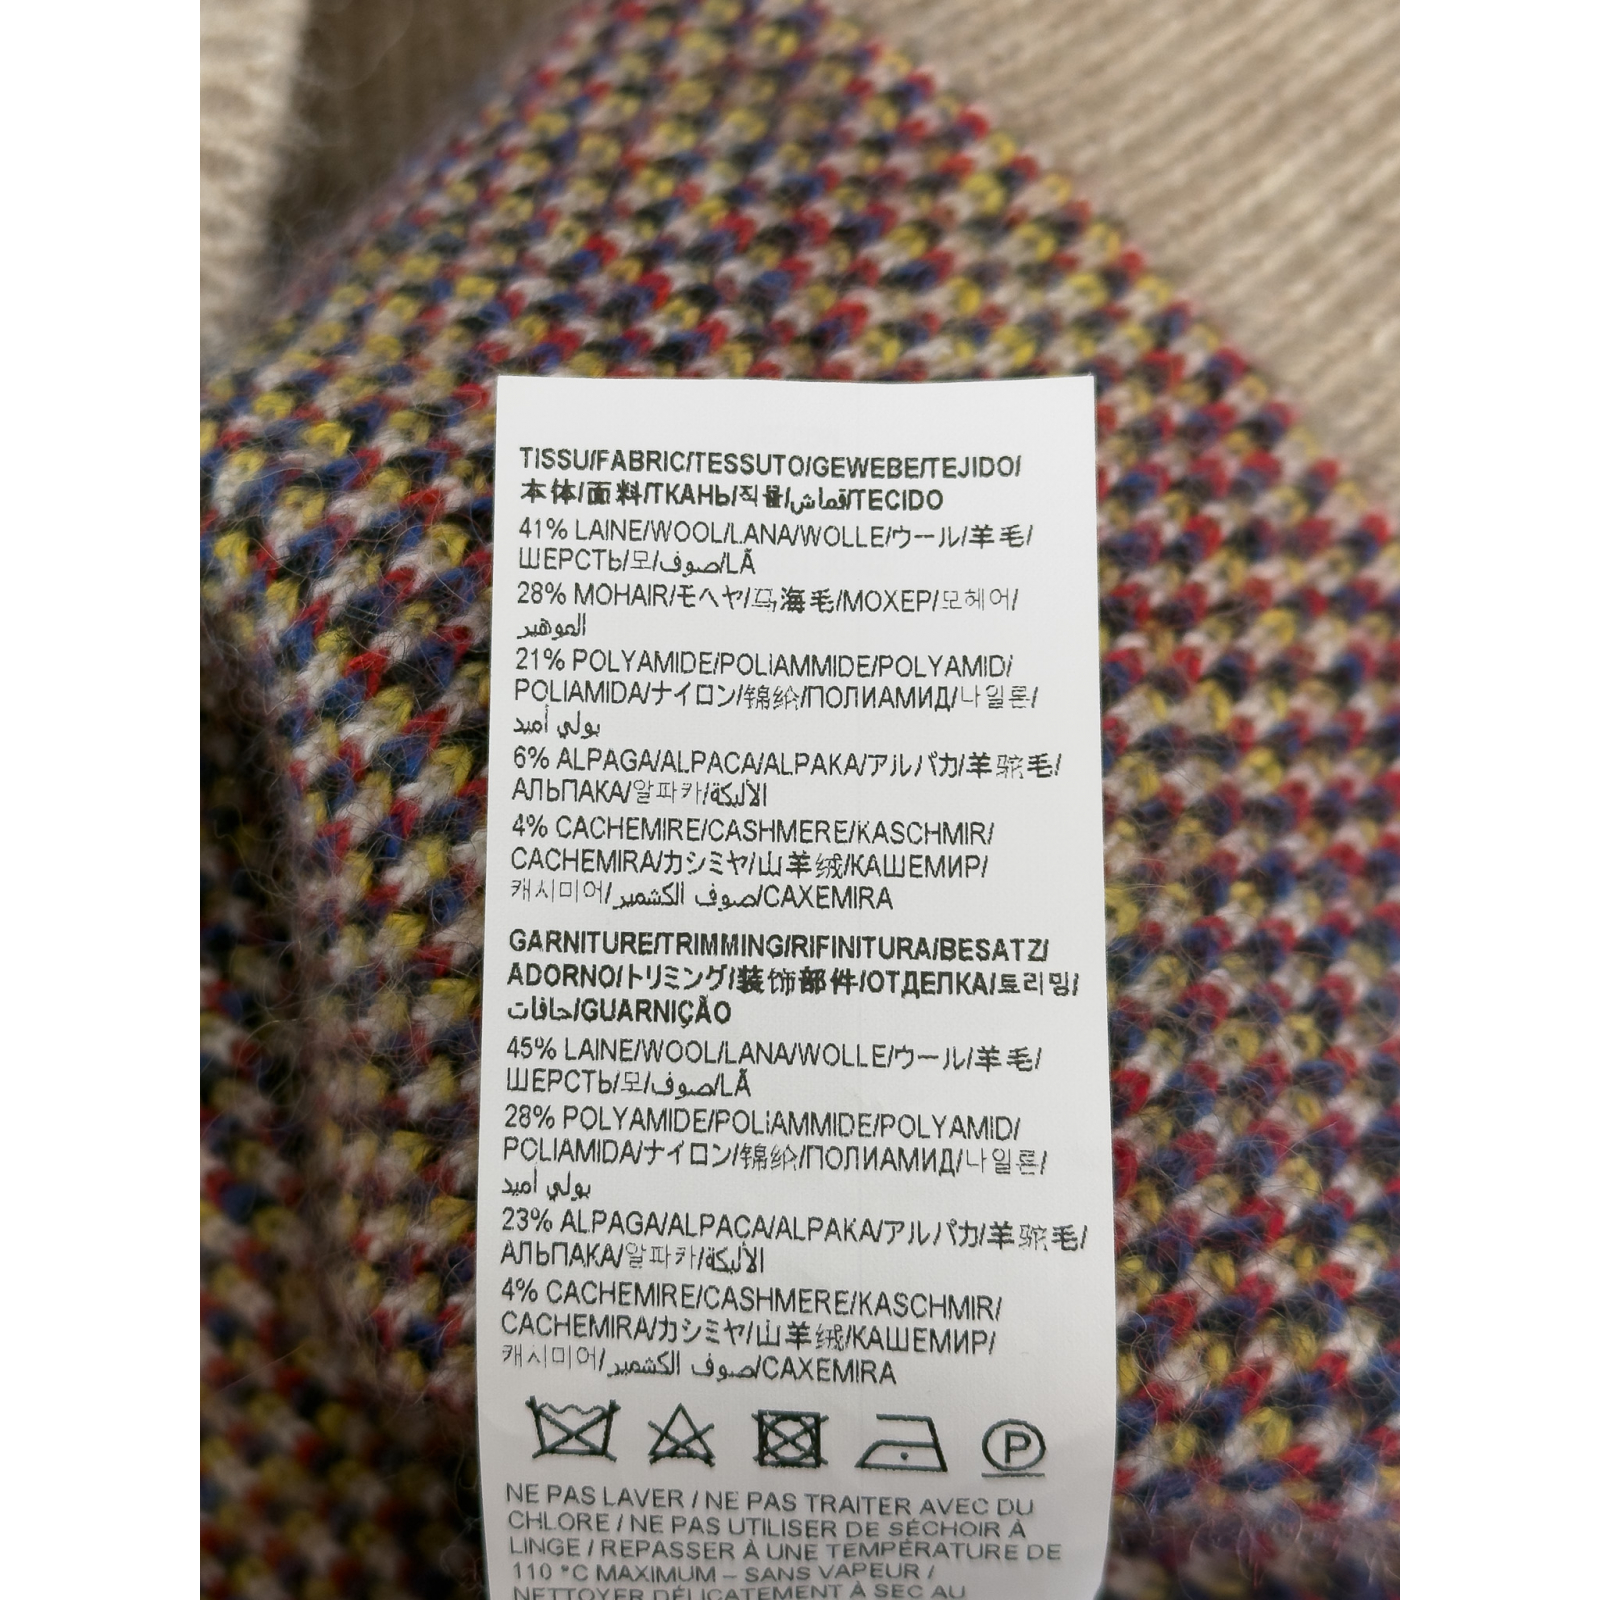 TISSU/FABRIC/TESSUTO/GEWEBE/TEJIDO/
本体/面料/ТКАНЬ/직물/قماش/TECIDO
41% LAINE/WOOL/LANA/WOLLE/ウール/羊毛/
ШЕРСТЬ/모/صوف/LÃ
28% MOHAIR/モヘヤ/马海毛/МОХЕР/모헤어/
الموهير
21% POLYAMIDE/POLIAMMIDE/POLYAMID/
POLIAMIDA/ナイロン/锦纶/ПОЛИАМИД/나일론/
بولي أميد
6% ALPAGA/ALPACA/ALPAKA/アルパカ/羊驼毛/
АЛЬПАКА/알파카/الألبكة
4% CACHEMIRE/CASHMERE/KASCHMIR/
CACHEMIRA/カシミヤ/山羊绒/КАШЕМИР/
캐시미어/صوف الكشمير/CAXEMIRA
GARNITURE/TRIMMING/RIFINITURA/BESATZ/
ADORNO/トリミング/装饰部件/ОТДЕЛКА/트리밍/
حافات/GUARNIÇÃO
45% LAINE/WOOL/LANA/WOLLE/ウール/羊毛/
ШЕРСТЬ/모/صوف/LÃ
28% POLYAMIDE/POLIAMMIDE/POLYAMID/
POLIAMIDA/ナイロン/锦纶/ПОЛИАМИД/나일론/
بولي أميد
23% ALPAGA/ALPACA/ALPAKA/アルパカ/羊驼毛/
АЛЬПАКА/알파카/الألبكة
4% CACHEMIRE/CASHMERE/KASCHMIR/
CACHEMIRA/カシミヤ/山羊绒/КАШЕМИР/
캐시미어/صوف الكشمير/CAXEMIRA
P
NE PAS LAVER / NE PAS TRAITER AVEC DU
CHLORE / NE PAS UTILISER DE SÉCHOIR À
LINGE / REPASSER À UNE TEMPÉRATURE DE
110 °C MAXIMUM – SANS VAPEUR /
NETTOYER DÉLICATEMENT À SEC AU